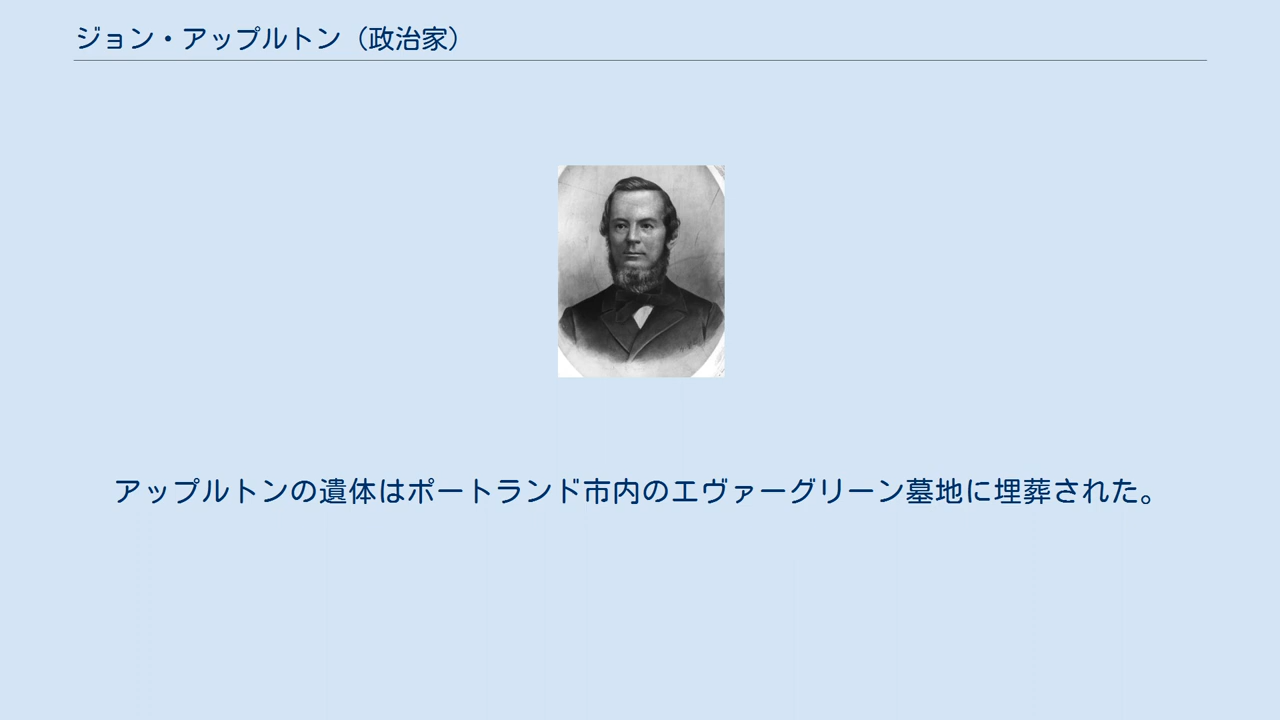 ジョン・アップルトン（政治家）
アップルトンの遺体はポートランド市内のエヴァーグリーン墓地に埋葬された。